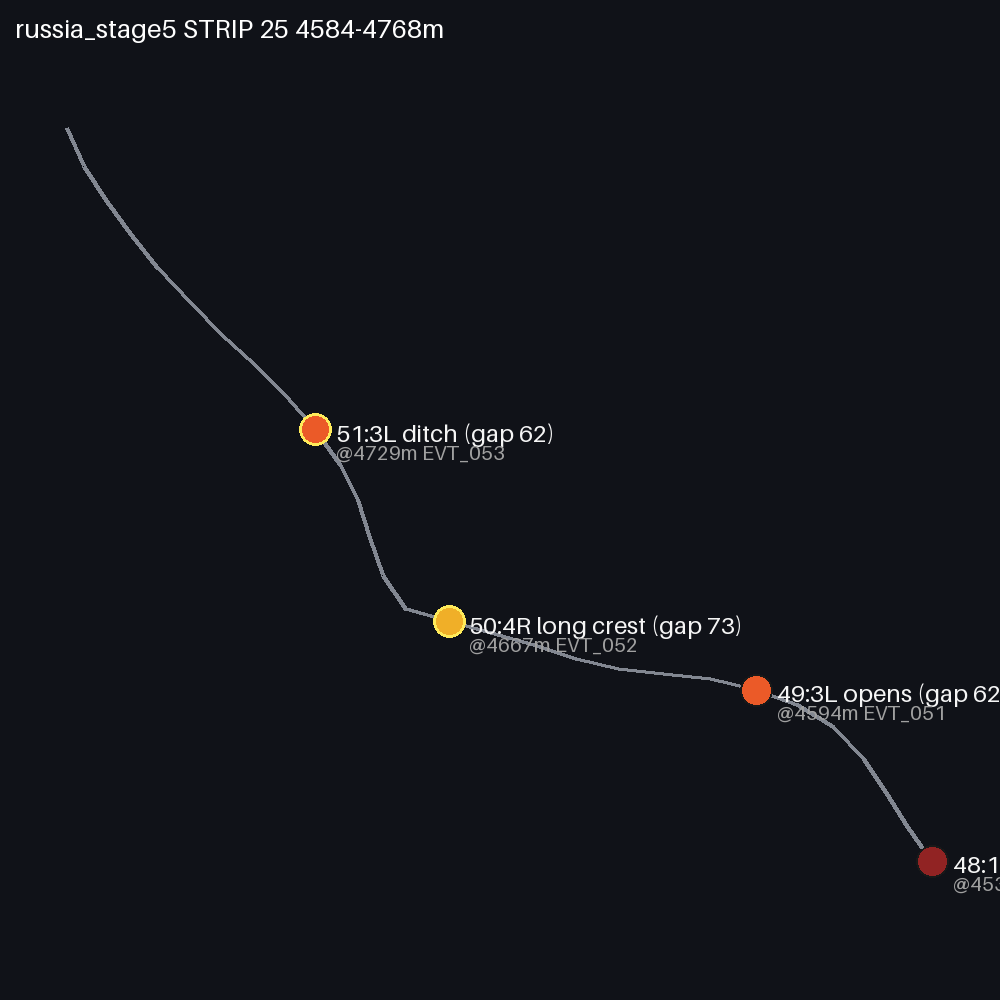 russia_stage5 STRIP 25 4584-4768m
51:3L ditch (gap 62)
@4729m EVT_053
50:4R long crest (gap 73)
@4667m EVT_052
49:3L opens (gap 62
@4594m EVT_051
48:1
@453